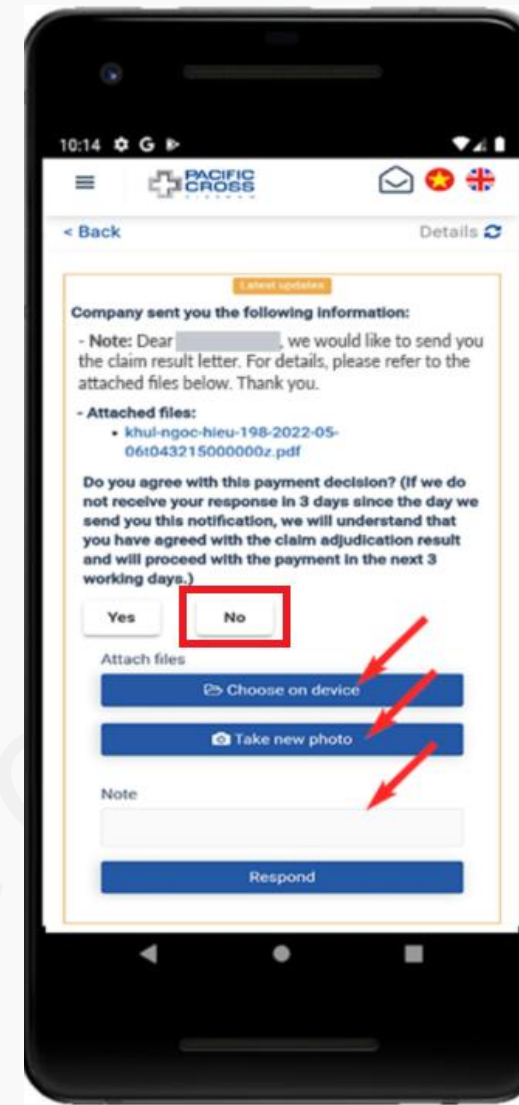 10:14 G
PACIFIC
CROSS
VIETNAM
< Back Details
Latest updates
Company sent you the following information:
- Note: Dear , we would like to send you
the claim result letter. For details, please refer to the
attached files below. Thank you.
- Attached files:
• khul-ngoc-hieu-198-2022-05-
06t043215000000z.pdf
Do you agree with this payment decision? (If we do
not receive your response in 3 days since the day we
send you this notification, we will understand that
you have agreed with the claim adjudication result
and will proceed with the payment in the next 3
working days.)
Yes No
Attach files
Choose on device
Take new photo
Note
Respond